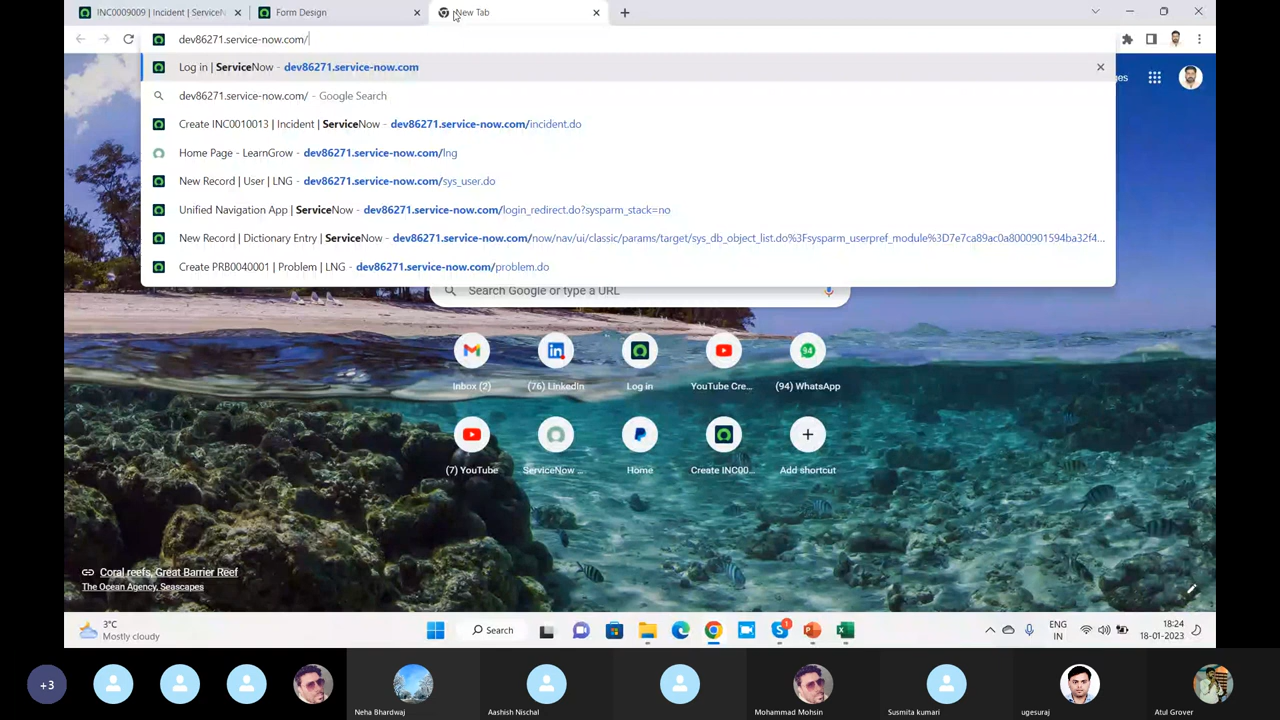 INC0009009 | Incident | ServiceN
Form Design
New Tab
dev86271.service-now.com/
Log in | ServiceNow - dev86271.service-now.com
dev86271.service-now.com/ - Google Search
Create INC0010013 | Incident | ServiceNow - dev86271.service-now.com/incident.do
Home Page - LearnGrow - dev86271.service-now.com/lng
New Record | User | LNG - dev86271.service-now.com/sys_user.do
Unified Navigation App | ServiceNow - dev86271.service-now.com/login_redirect.do?sysparm_stack=no
New Record | Dictionary Entry | ServiceNow - dev86271.service-now.com/now/nav/ui/classic/params/target/sys_db_object_list.do%3Fsysparm_userpref_module%3D7e7ca89ac0a8000901594ba32f4...
Create PRB0040001 | Problem | LNG - dev86271.service-now.com/problem.do
ges
Search Google or type a URL
Inbox (2)
(76) LinkedIn
Log in
YouTube Cre...
94
(94) WhatsApp
(7) YouTube
ServiceNow ...
Home
Create INC00...
Add shortcut
Coral reefs, Great Barrier Reef
The Ocean Agency, Seascapes
3°C
Mostly cloudy
Search
1
ENG
IN
18:24
18-01-2023
+3
Neha Bhardwaj
Aashish Nischal
Mohammad Mohsin
Susmita kumari
ugesuraj
Atul Grover